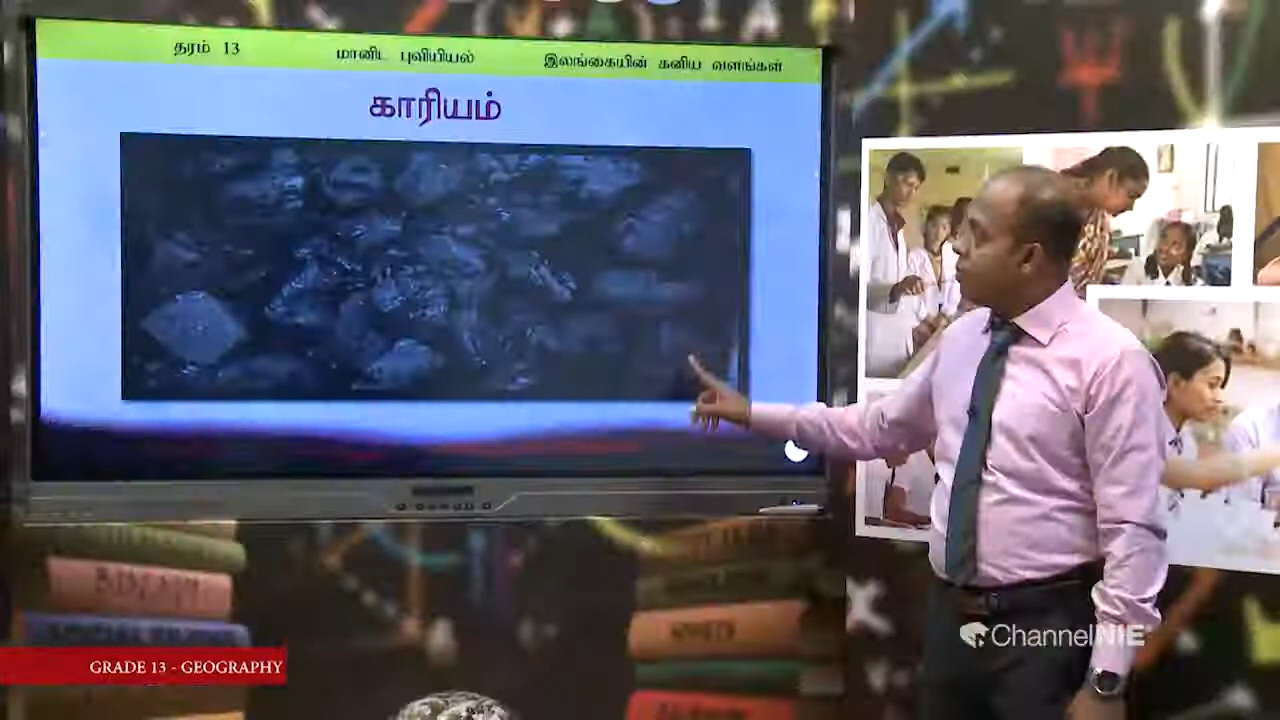 தரம் 13 மானிட புவியியல் இலங்கையின் கனிய வளங்கள்
காரியம்
GRADE 13 - GEOGRAPHY
ChannelNIE